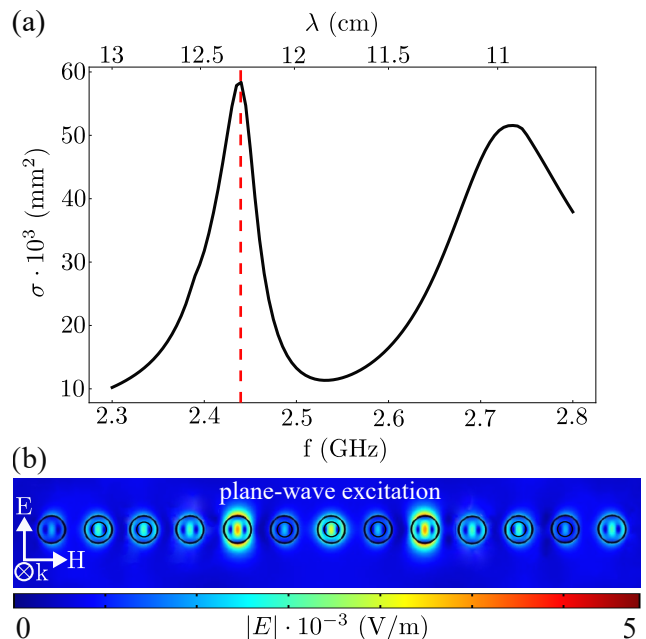 (a)
λ (cm)
13 12.5 12 11.5 11
60
50
40
30
20
10
σ · 10³ (mm²)
2.3 2.4 2.5 2.6 2.7 2.8
f (GHz)
(b)
plane-wave excitation
E
H
k
0 |E| · 10⁻³ (V/m) 5